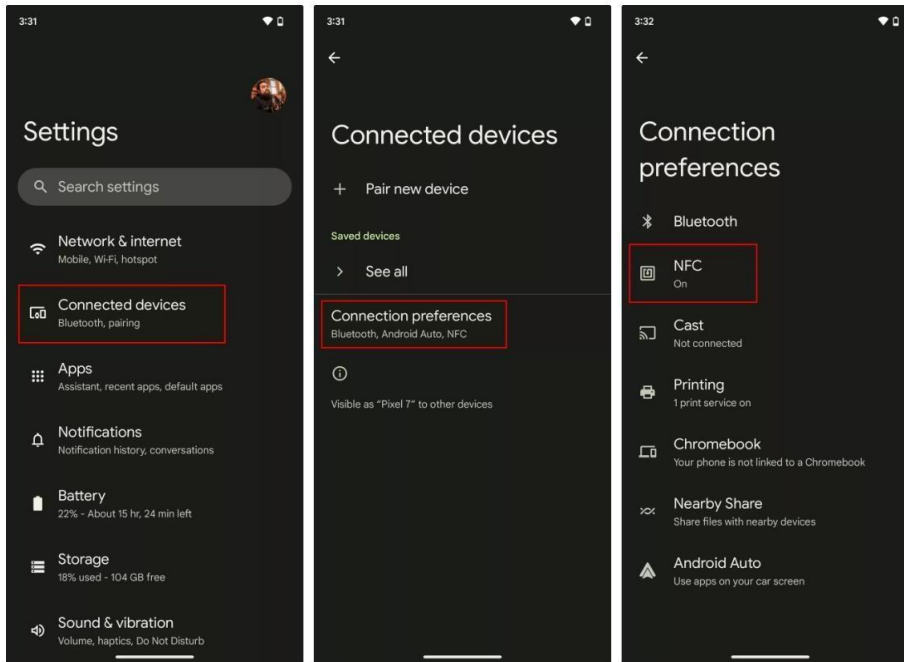 3:31
Settings
Search settings
Network & internet
Mobile, Wi-Fi, hotspot
Connected devices
Bluetooth, pairing
Apps
Assistant, recent apps, default apps
Notifications
Notification history, conversations
Battery
22% - About 15 hr, 24 min left
Storage
18% used - 104 GB free
Sound & vibration
Volume, haptics, Do Not Disturb
3:31
Connected devices
Pair new device
Saved devices
See all
Connection preferences
Bluetooth, Android Auto, NFC
Visible as "Pixel 7" to other devices
3:32
Connection
preferences
Bluetooth
NFC
On
Cast
Not connected
Printing
1 print service on
Chromebook
Your phone is not linked to a Chromebook
Nearby Share
Share files with nearby devices
Android Auto
Use apps on your car screen